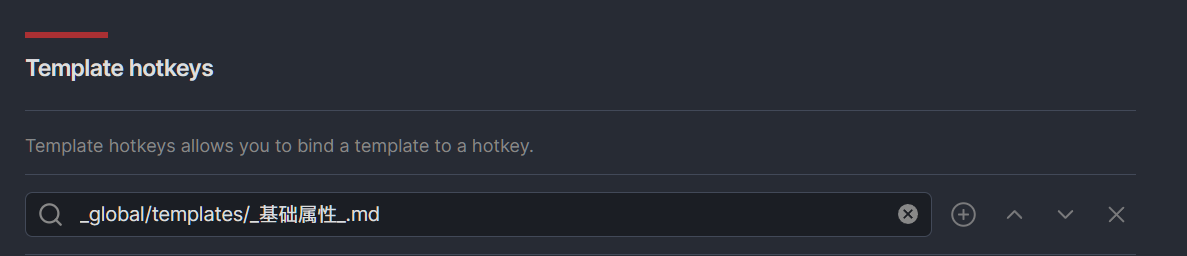 Template hotkeys
Template hotkeys allows you to bind a template to a hotkey.
_global/templates/_基础属性_.md